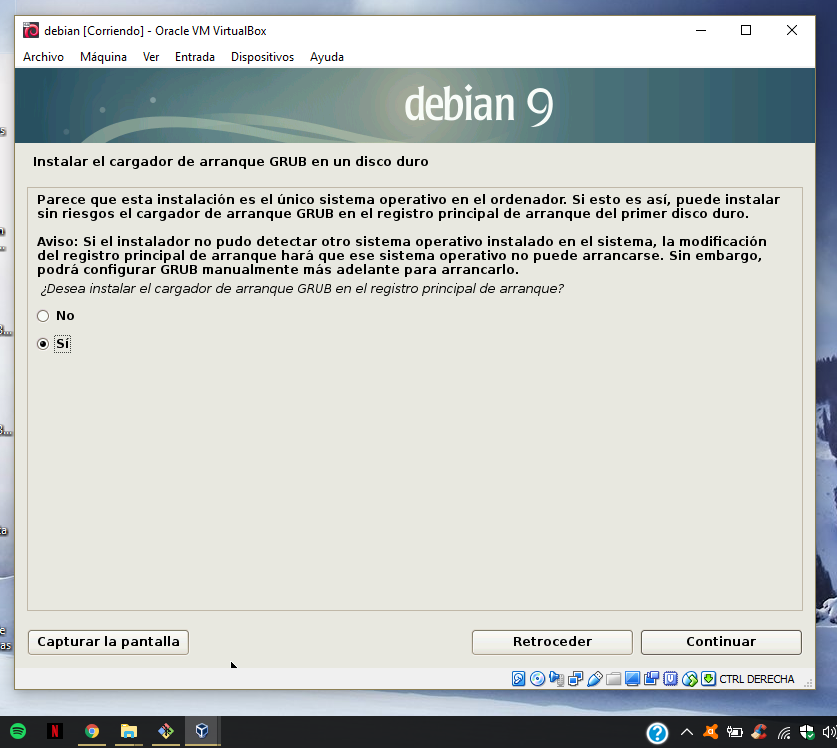 debian [Corriendo] - Oracle VM VirtualBox
Archivo Máquina Ver Entrada Dispositivos Ayuda
debian 9
Instalar el cargador de arranque GRUB en un disco duro
Parece que esta instalación es el único sistema operativo en el ordenador. Si esto es así, puede instalar
sin riesgos el cargador de arranque GRUB en el registro principal de arranque del primer disco duro.
Aviso: Si el instalador no pudo detectar otro sistema operativo instalado en el sistema, la modificación
del registro principal de arranque hará que ese sistema operativo no puede arrancarse. Sin embargo,
podrá configurar GRUB manualmente más adelante para arrancarlo.
¿Desea instalar el cargador de arranque GRUB en el registro principal de arranque?
No
Sí
Capturar la pantalla
Retroceder
Continuar
CTRL DERECHA